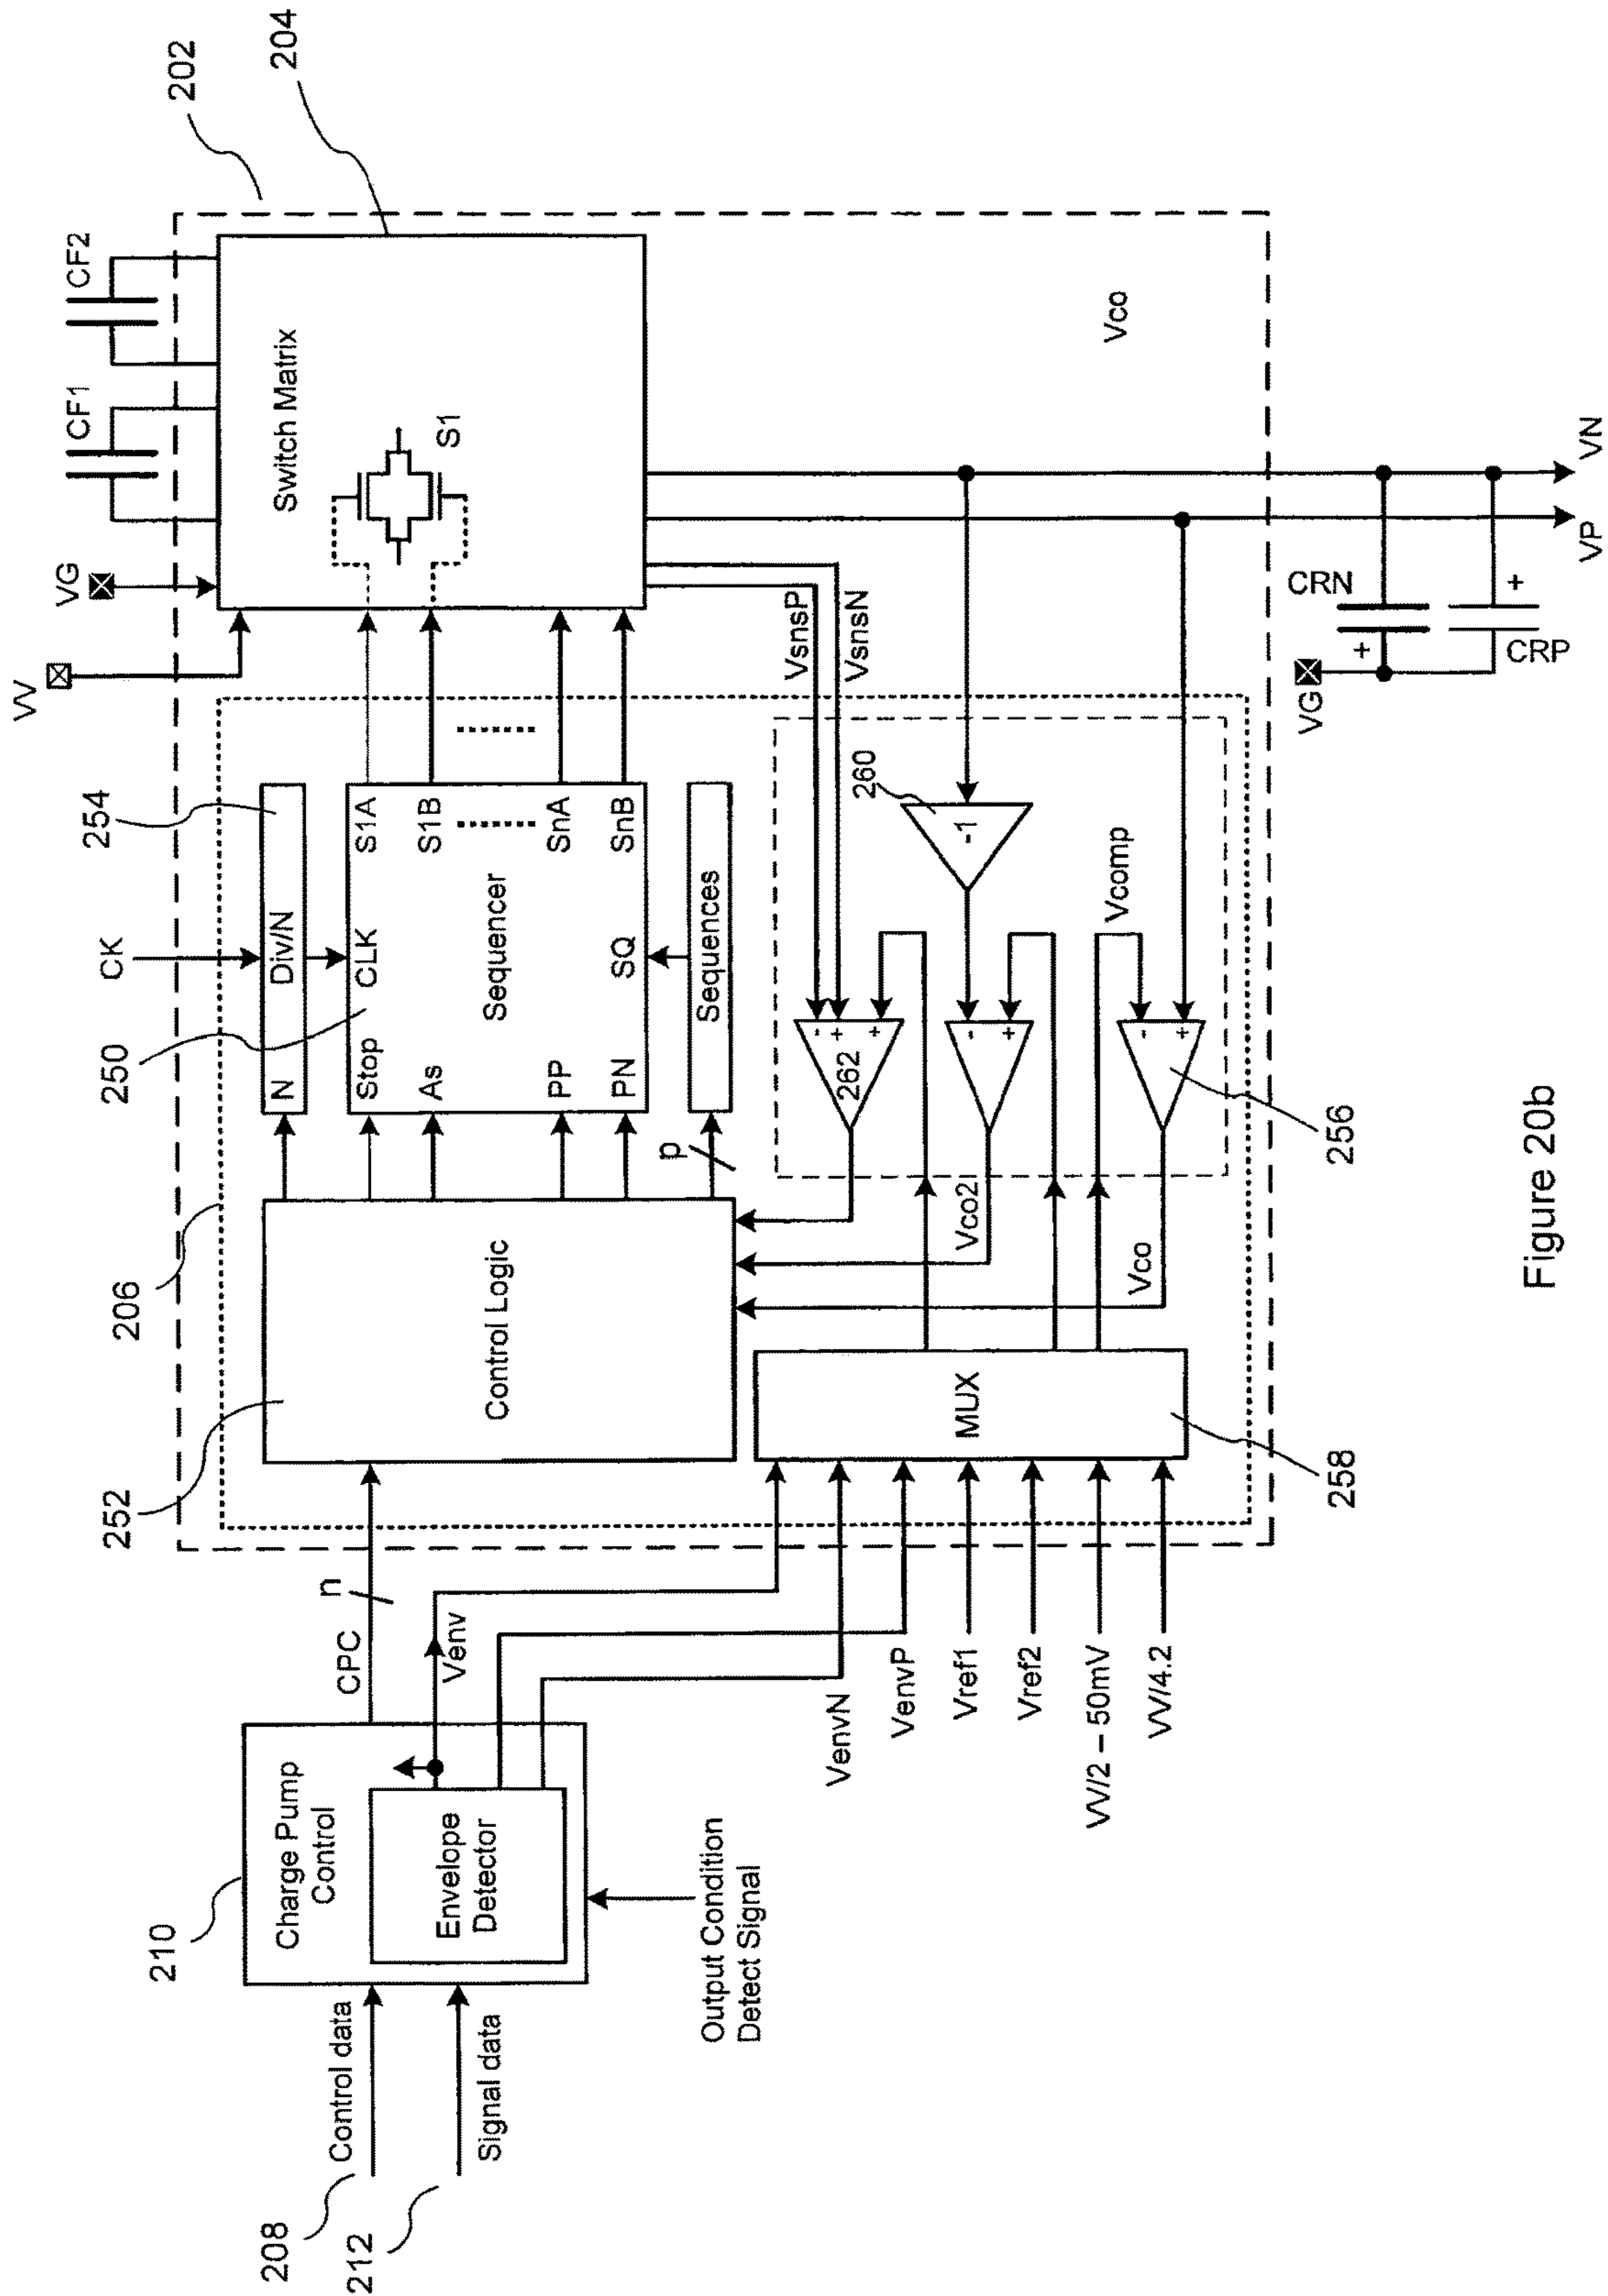 VV
VG
CF1
CF2
202
204
Switch Matrix
S1
206
CK
254
N
Div/N
250
Stop
CLK
S1A
As
S1B
Sequencer
PP
SnA
PN
SQ
SnB
p
Sequences
252
Control Logic
CPC
n
210
Charge Pump
Control
Envelope
Detector
Venv
208
Control data
212
Signal data
Output Condition
Detect Signal
VenvN
VenvP
Vref1
Vref2
VV/2 – 50mV
VV/4.2
MUX
258
VsnsP
VsnsN
260
-1
262
-
+
+
-
+
-
+
Vcomp
256
Vco2
Vco
Vco
VG
CRN
+
CRP
+
VP
VN
Figure 20b